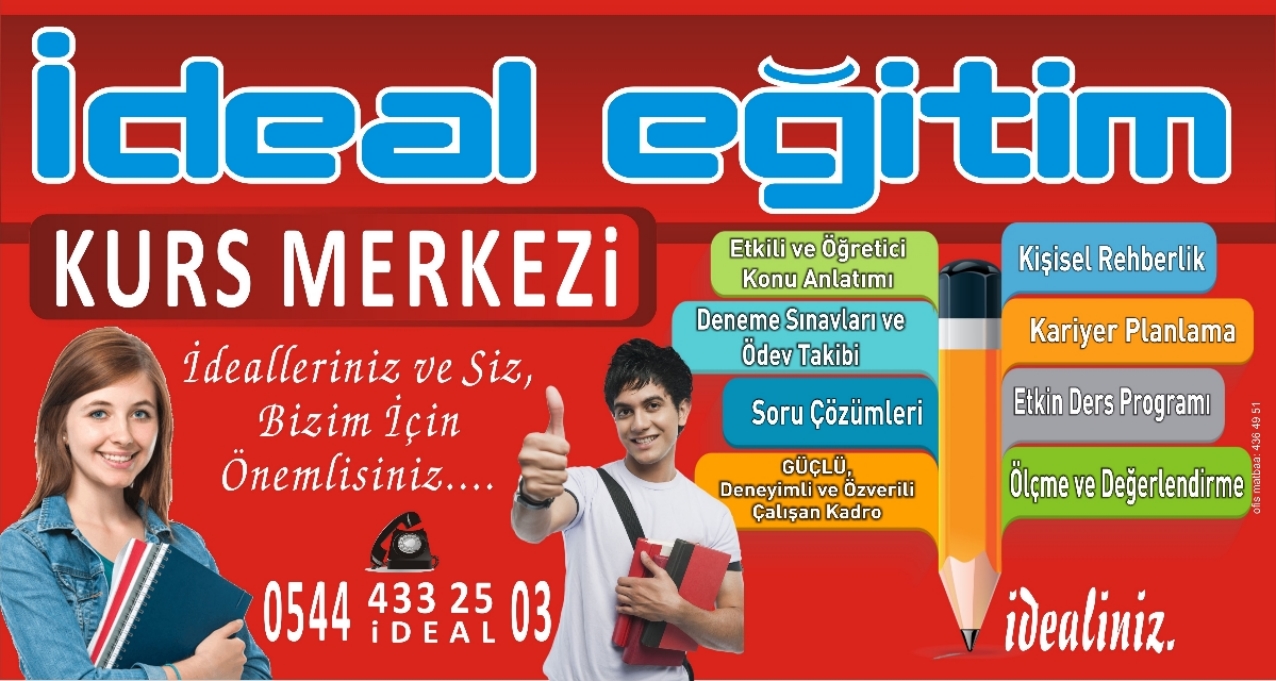 ideal eğitim
KURS MERKEZi
İdealleriniz ve Siz,
Bizim İçin
Önemlisiniz....
0544 433 25 03
iDEAL
Etkili ve Öğretici
Konu Anlatımı
Deneme Sınavları ve
Ödev Takibi
Soru Çözümleri
GÜÇLÜ,
Deneyimli ve Özverili
Çalışan Kadro
Kişisel Rehberlik
Kariyer Planlama
Etkin Ders Programı
Ölçme ve Değerlendirme
idealiniz.
ofis matbaa: 436 49 51